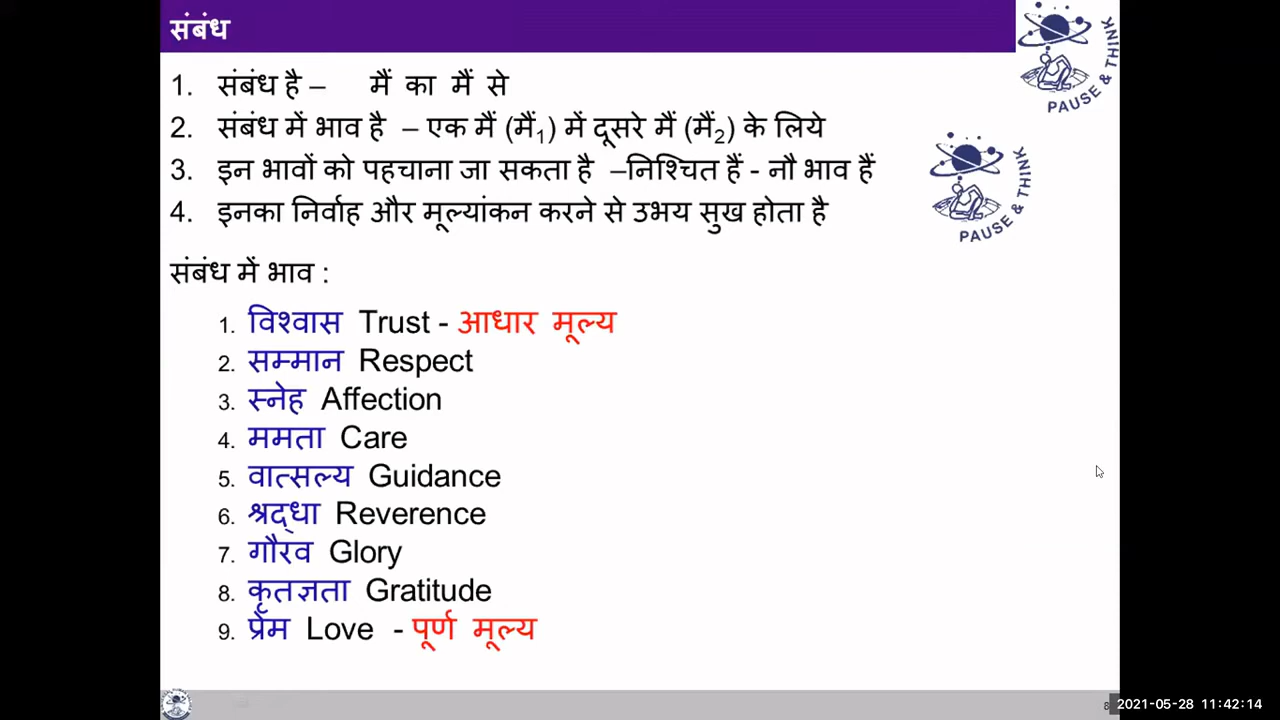 संबंध
PAUSE & THINK
1. संबंध है – मैं का मैं से
2. संबंध में भाव है – एक मैं (मैं1) में दूसरे मैं (मैं2) के लिये
3. इन भावों को पहचाना जा सकता है –निश्चित हैं - नौ भाव हैं
4. इनका निर्वाह और मूल्यांकन करने से उभय सुख होता है
PAUSE & THINK
संबंध में भाव :
1. विश्वास Trust - आधार मूल्य
2. सम्मान Respect
3. स्नेह Affection
4. ममता Care
5. वात्सल्य Guidance
6. श्रद्धा Reverence
7. गौरव Glory
8. कृतज्ञता Gratitude
9. प्रेम Love - पूर्ण मूल्य
2021-05-28 11:42:14